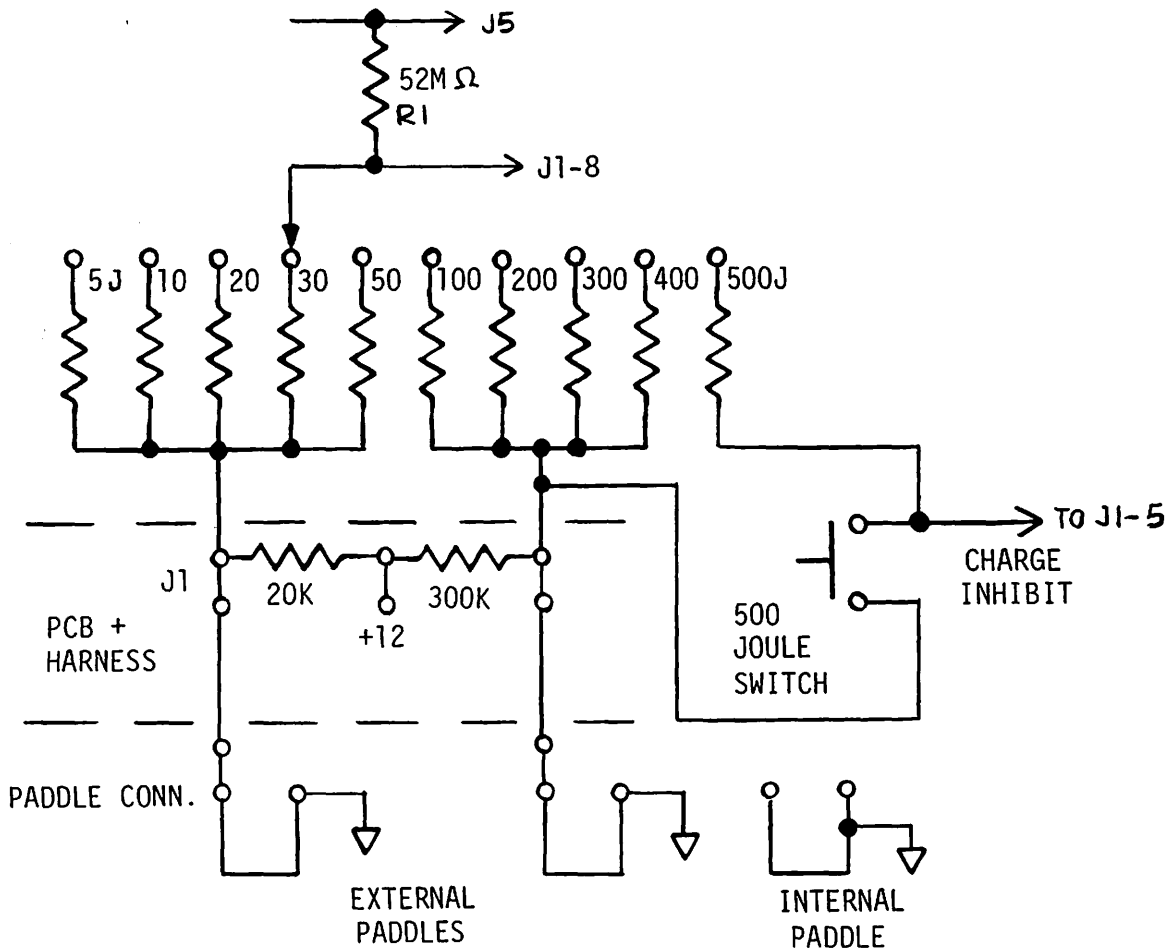 J5
52M Ω
R1
J1-8
5J
10
20
30
50
100
200
300
400
500J
TO J1-5
CHARGE
INHIBIT
J1
20K
300K
+12
PCB +
HARNESS
500
JOULE
SWITCH
PADDLE CONN.
EXTERNAL
PADDLES
INTERNAL
PADDLE